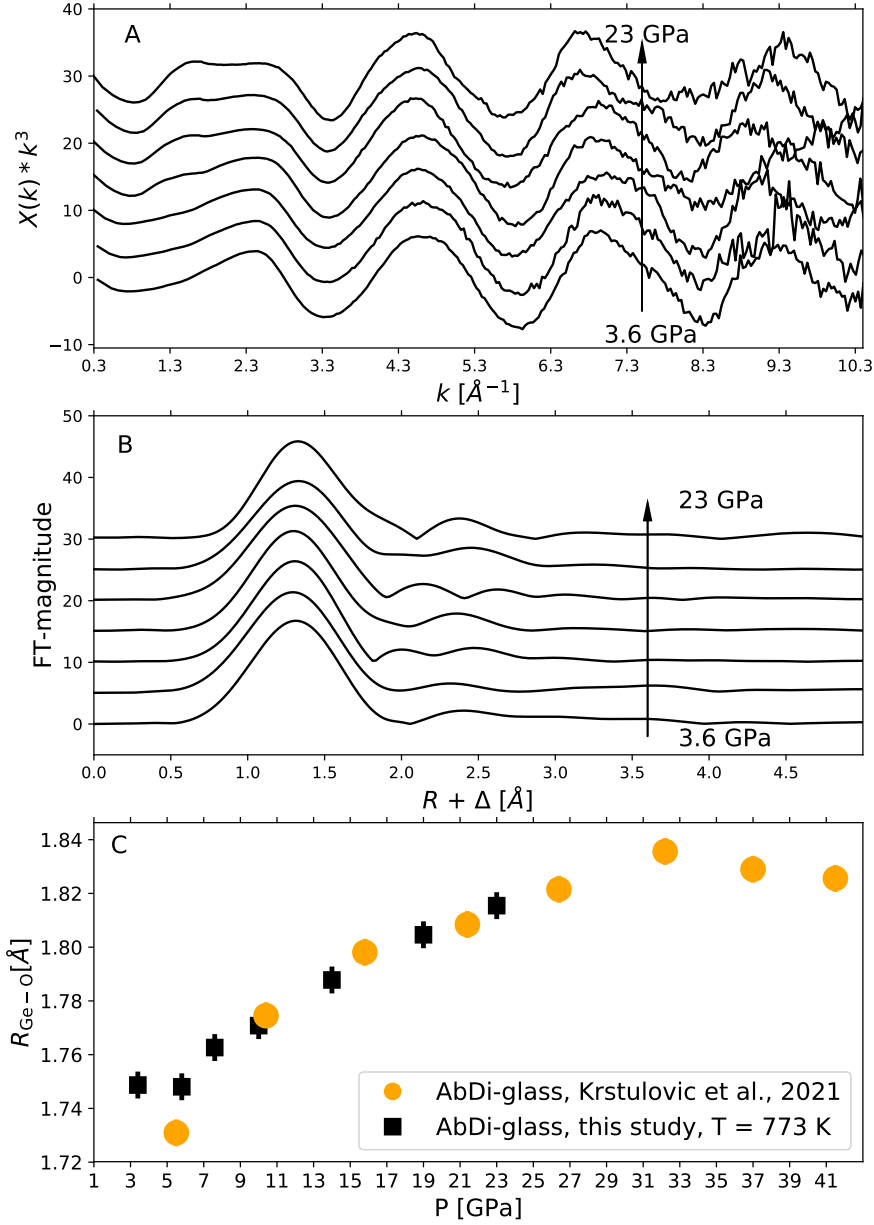 40
A
23 GPa
30
20
X(k) * k³
10
0
3.6 GPa
−10
0.3 1.3 2.3 3.3 4.3 5.3 6.3 7.3 8.3 9.3 10.3
k [Å⁻¹]
50
B
40
23 GPa
30
FT-magnitude
20
10
0
3.6 GPa
0.0 0.5 1.0 1.5 2.0 2.5 3.0 3.5 4.0 4.5
R + Δ [Å]
1.84
C
1.82
1.80
R_Ge−O[Å]
1.78
1.76
AbDi-glass, Krstulovic et al., 2021
1.74
AbDi-glass, this study, T = 773 K
1.72
1 3 5 7 9 11 13 15 17 19 21 23 25 27 29 31 33 35 37 39 41
P [GPa]